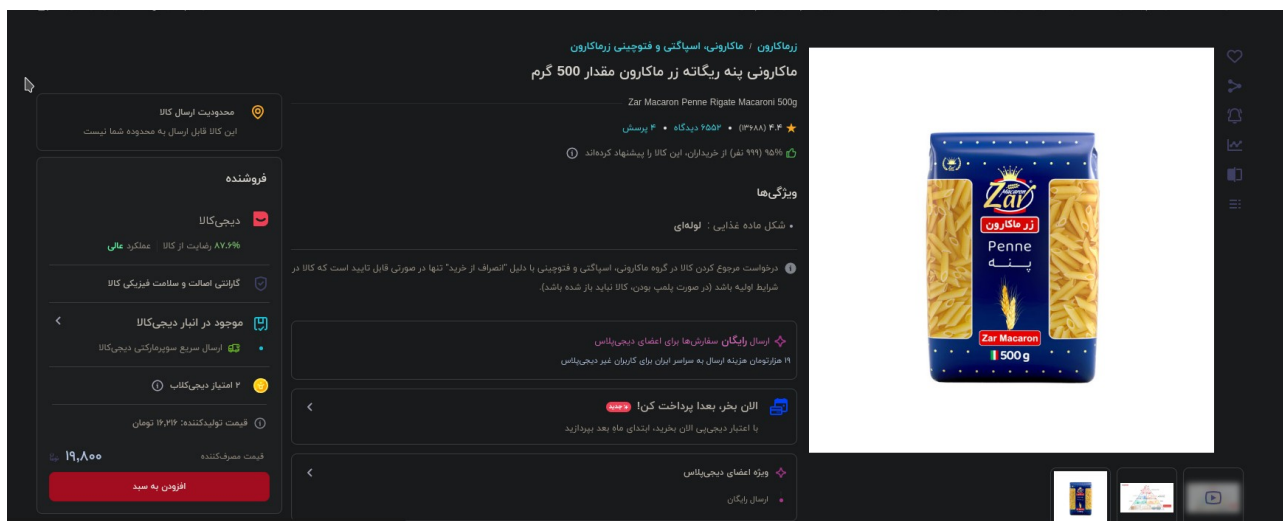 زرماکارون / ماکارونی، اسپاگتی و فتوچینی زرماکارون
ماکارونی پنه ریگاته زر ماکارون مقدار 500 گرم
Zar Macaron Penne Rigate Macaroni 500g
۴.۴ (۱۳۶۸۸) • ۶۵۵۲ دیدگاه • ۴ پرسش
۹۵% (۹۹۹ نفر) از خریداران، این کالا را پیشنهاد کرده‌اند
ویژگی‌ها
• شکل ماده غذایی : لوله‌ای
درخواست مرجوع کردن کالا در گروه ماکارونی، اسپاگتی و فتوچینی با دلیل "انصراف از خرید" تنها در صورتی قابل تایید است که کالا در
شرایط اولیه باشد (در صورت پلمپ بودن، کالا نباید باز شده باشد).
ارسال رایگان سفارش‌ها برای اعضای دیجی‌پلاس
۱۹ هزارتومان هزینه ارسال به سراسر ایران برای کاربران غیر دیجی‌پلاس
الان بخر، بعدا پرداخت کن! جدید
با اعتبار دیجی‌پی الان بخرید، ابتدای ماه بعد بپردازید
ویژه اعضای دیجی‌پلاس
• ارسال رایگان
محدودیت ارسال کالا
این کالا قابل ارسال به محدوده شما نیست
فروشنده
دیجی‌کالا
۸۷.۶% رضایت از کالا | عملکرد عالی
گارانتی اصالت و سلامت فیزیکی کالا
موجود در انبار دیجی‌کالا
• ارسال سریع سوپرمارکتی دیجی‌کالا
۲ امتیاز دیجی‌کلاب
قیمت تولیدکننده: ۱۶,۲۱۶ تومان
قیمت مصرف‌کننده
۱۹,۸۰۰
افزودن به سبد
Zar
Macaron
زر ماکارون
Penne
پـنـه
Zar Macaron
500 g